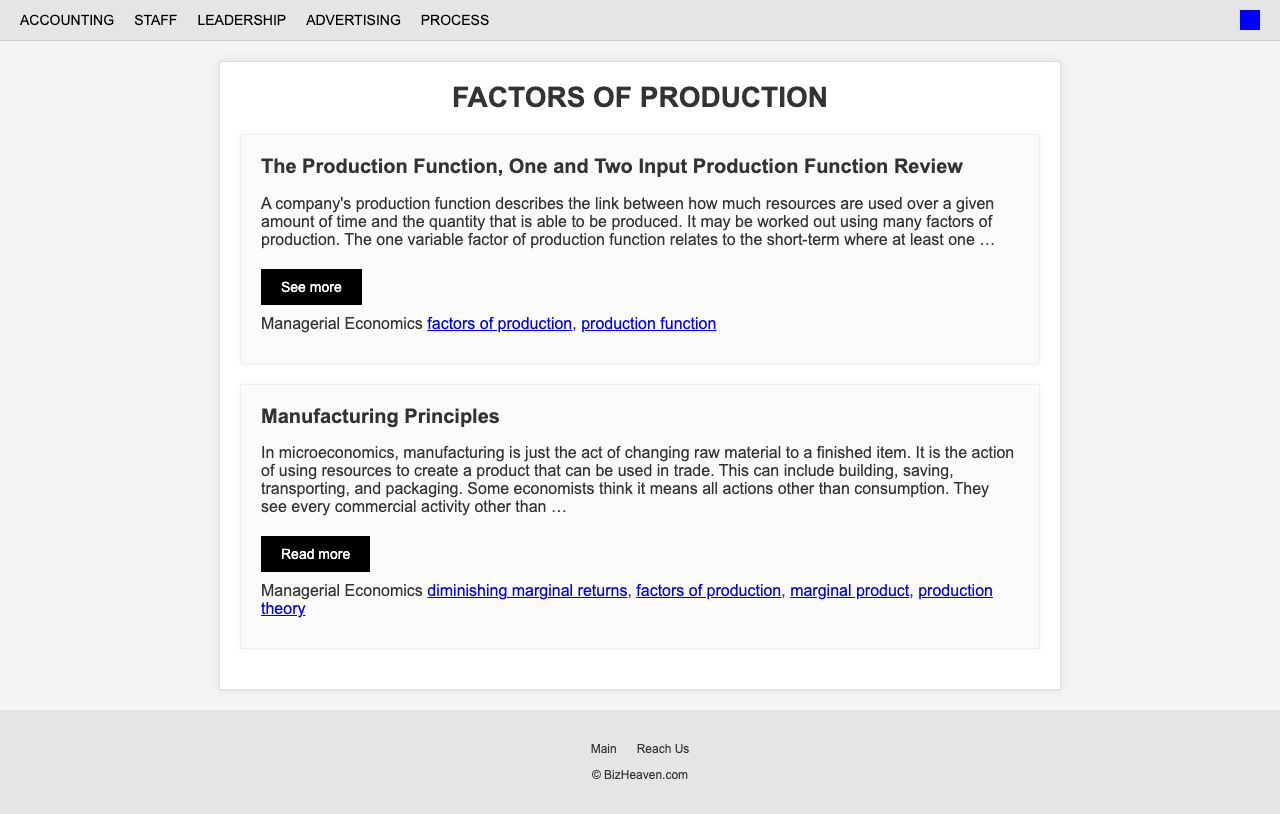 ACCOUNTING STAFF LEADERSHIP ADVERTISING PROCESS
FACTORS OF PRODUCTION
The Production Function, One and Two Input Production Function Review
A company's production function describes the link between how much resources are used over a given
amount of time and the quantity that is able to be produced. It may be worked out using many factors of
production. The one variable factor of production function relates to the short-term where at least one …
See more
Managerial Economics factors of production, production function
Manufacturing Principles
In microeconomics, manufacturing is just the act of changing raw material to a finished item. It is the action
of using resources to create a product that can be used in trade. This can include building, saving,
transporting, and packaging. Some economists think it means all actions other than consumption. They
see every commercial activity other than …
Read more
Managerial Economics diminishing marginal returns, factors of production, marginal product, production
theory
Main Reach Us
© BizHeaven.com